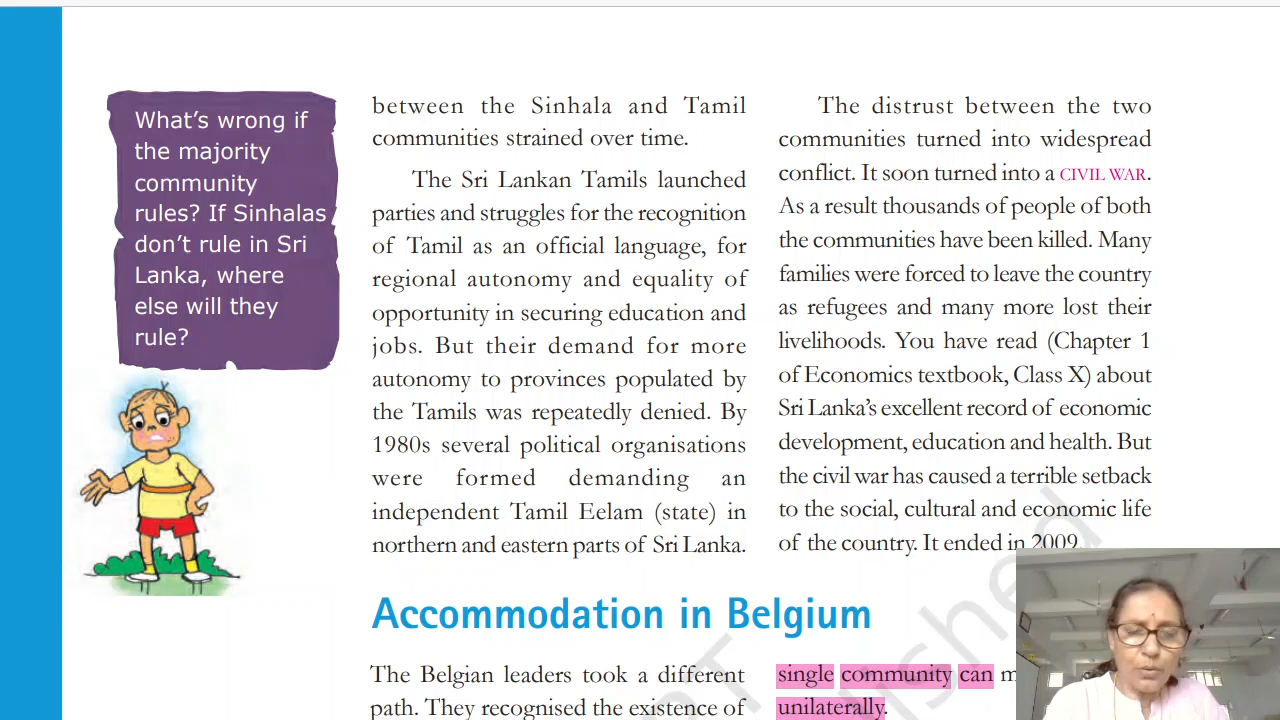 What's wrong if
the majority
community
rules? If Sinhalas
don't rule in Sri
Lanka, where
else will they
rule?
between the Sinhala and Tamil
communities strained over time.
The Sri Lankan Tamils launched
parties and struggles for the recognition
of Tamil as an official language, for
regional autonomy and equality of
opportunity in securing education and
jobs. But their demand for more
autonomy to provinces populated by
the Tamils was repeatedly denied. By
1980s several political organisations
were formed demanding an
independent Tamil Eelam (state) in
northern and eastern parts of Sri Lanka.
The distrust between the two
communities turned into widespread
conflict. It soon turned into a CIVIL WAR.
As a result thousands of people of both
the communities have been killed. Many
families were forced to leave the country
as refugees and many more lost their
livelihoods. You have read (Chapter 1
of Economics textbook, Class X) about
Sri Lanka's excellent record of economic
development, education and health. But
the civil war has caused a terrible setback
to the social, cultural and economic life
of the country. It ended in 2009.
Accommodation in Belgium
The Belgian leaders took a different
path. They recognised the existence of
single community can
unilaterally.